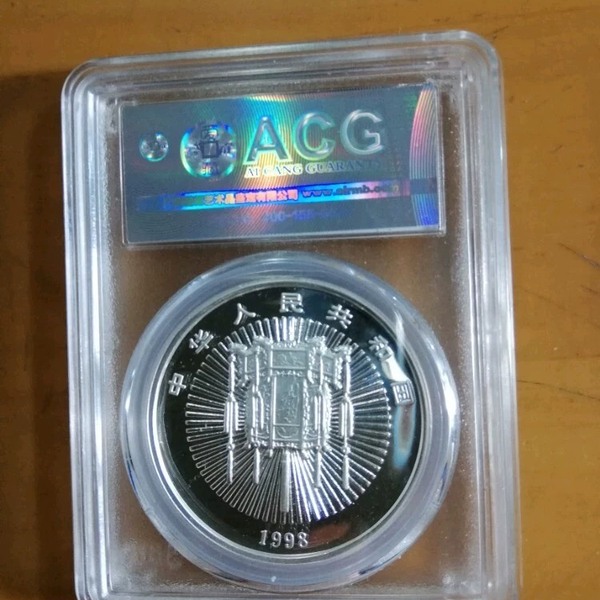 ACG
AI CANG GUARANTY
艺术品鉴定有限公司 www.airmb.com
中华人民共和国
1998